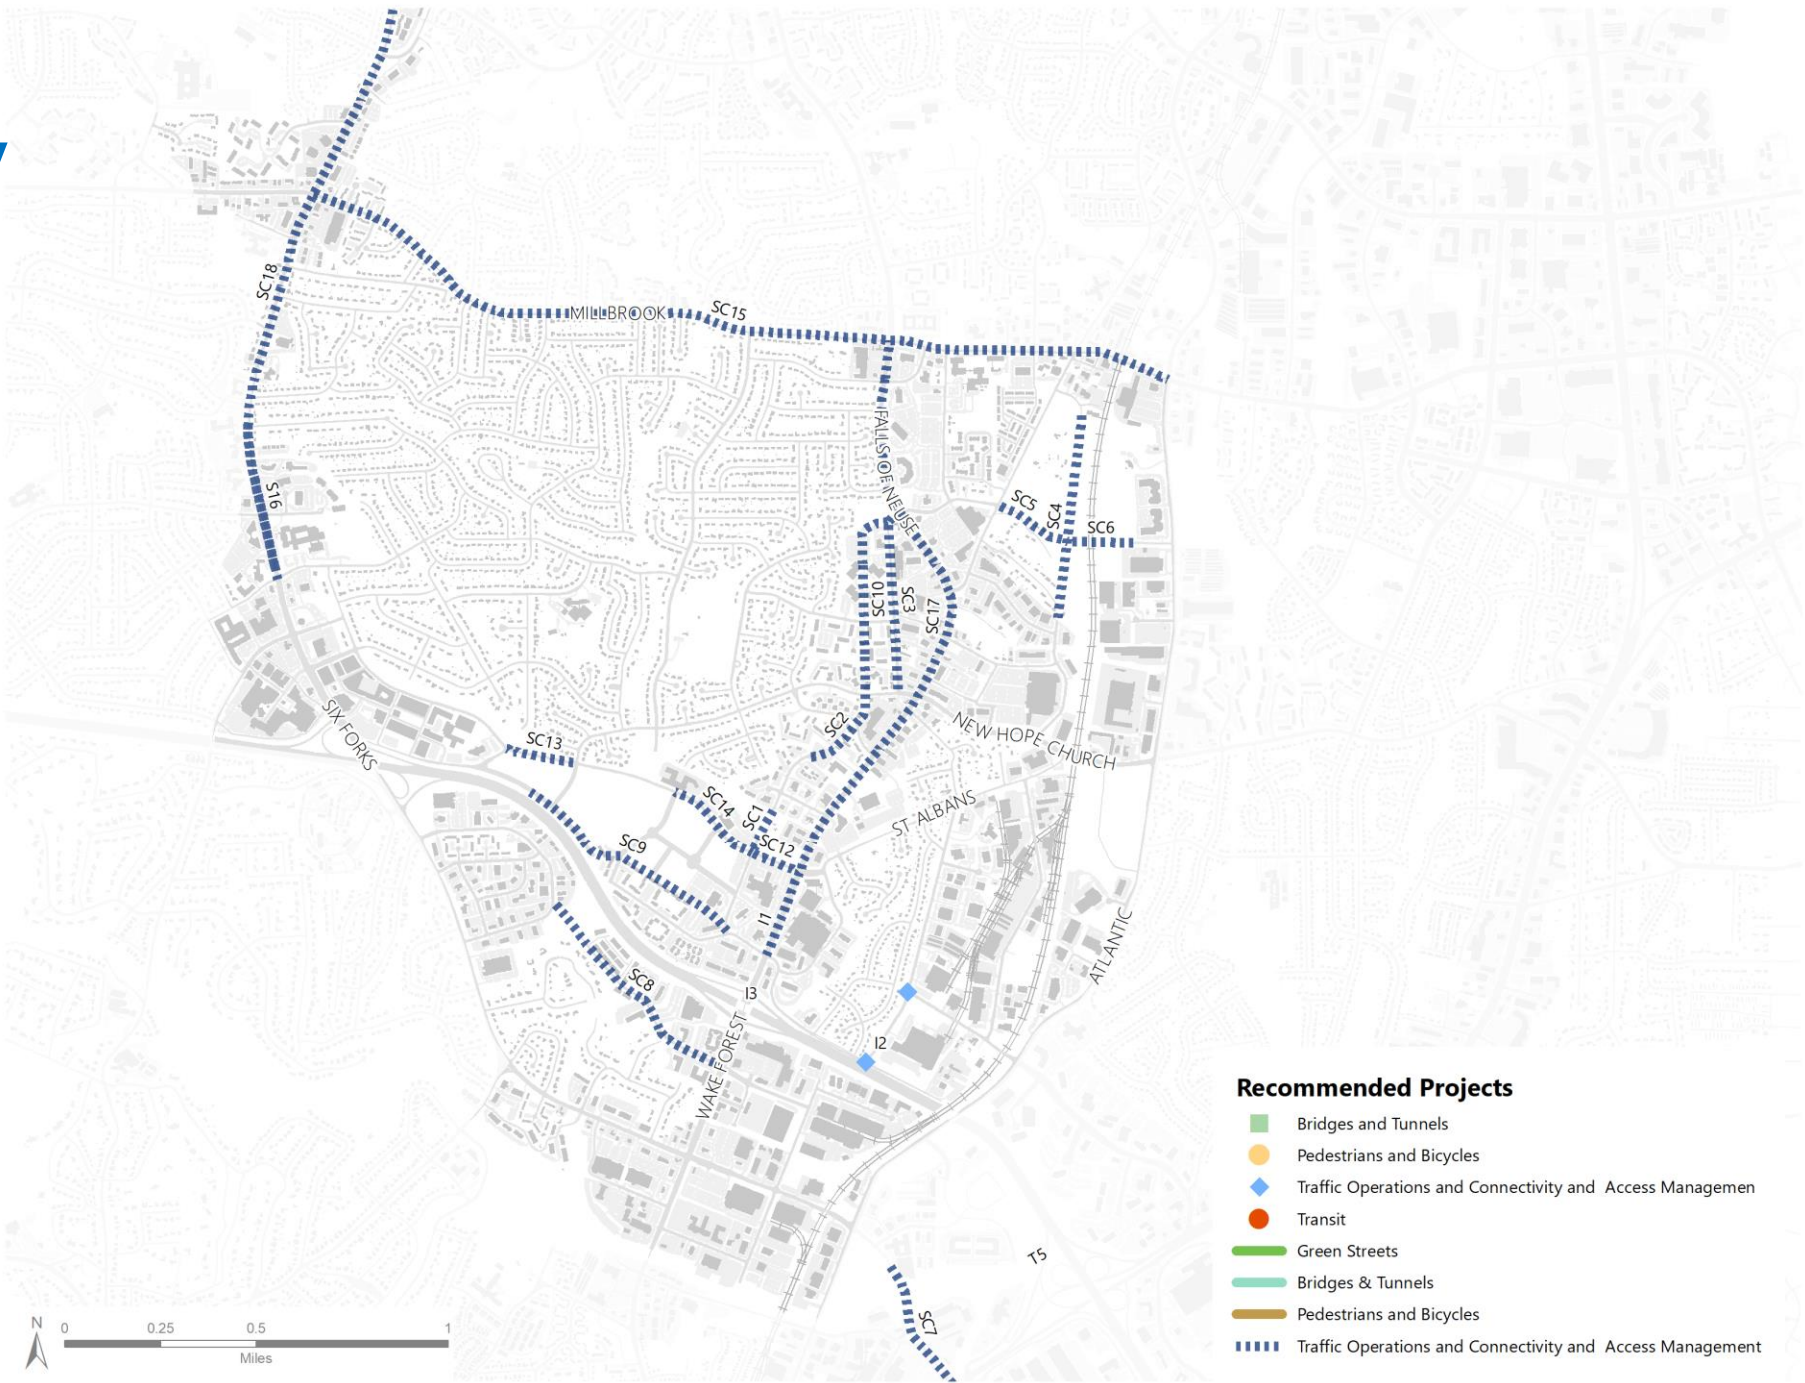 SC18
MILLBROOK
SC15
FALLS OF NEUSE
S16
SC5
SC4
SC6
SC10
SC3
SC17
SIX FORKS
SC2
NEW HOPE CHURCH
SC13
SC14
SC1
ST ALBANS
SC9
SC12
I1
ATLANTIC
SC8
I3
I2
WAKE FOREST
T5
SC7
Recommended Projects
Bridges and Tunnels
Pedestrians and Bicycles
Traffic Operations and Connectivity and Access Managemen
Transit
Green Streets
Bridges & Tunnels
Pedestrians and Bicycles
Traffic Operations and Connectivity and Access Management
N
0 0.25 0.5 1
Miles